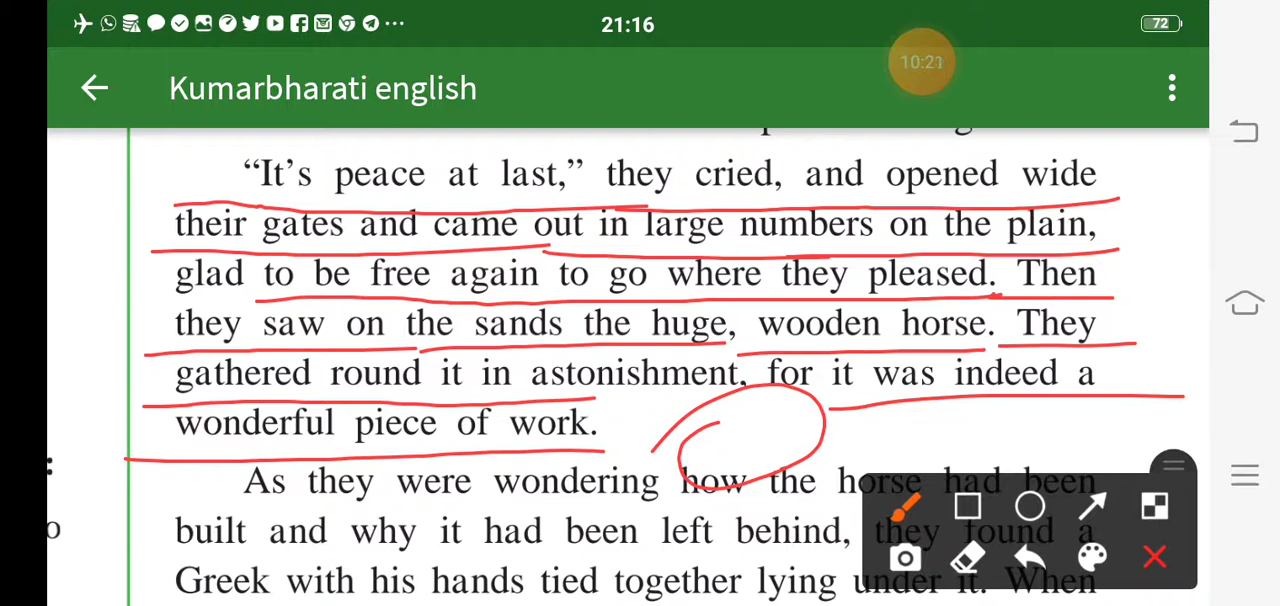 21:16
72
10:21
Kumarbharati english
“It’s peace at last,” they cried, and opened wide
their gates and came out in large numbers on the plain,
glad to be free again to go where they pleased. Then
they saw on the sands the huge, wooden horse. They
gathered round it in astonishment, for it was indeed a
wonderful piece of work.
As they were wondering how the horse had been
built and why it had been left behind, they found a
Greek with his hands tied together lying under it. When